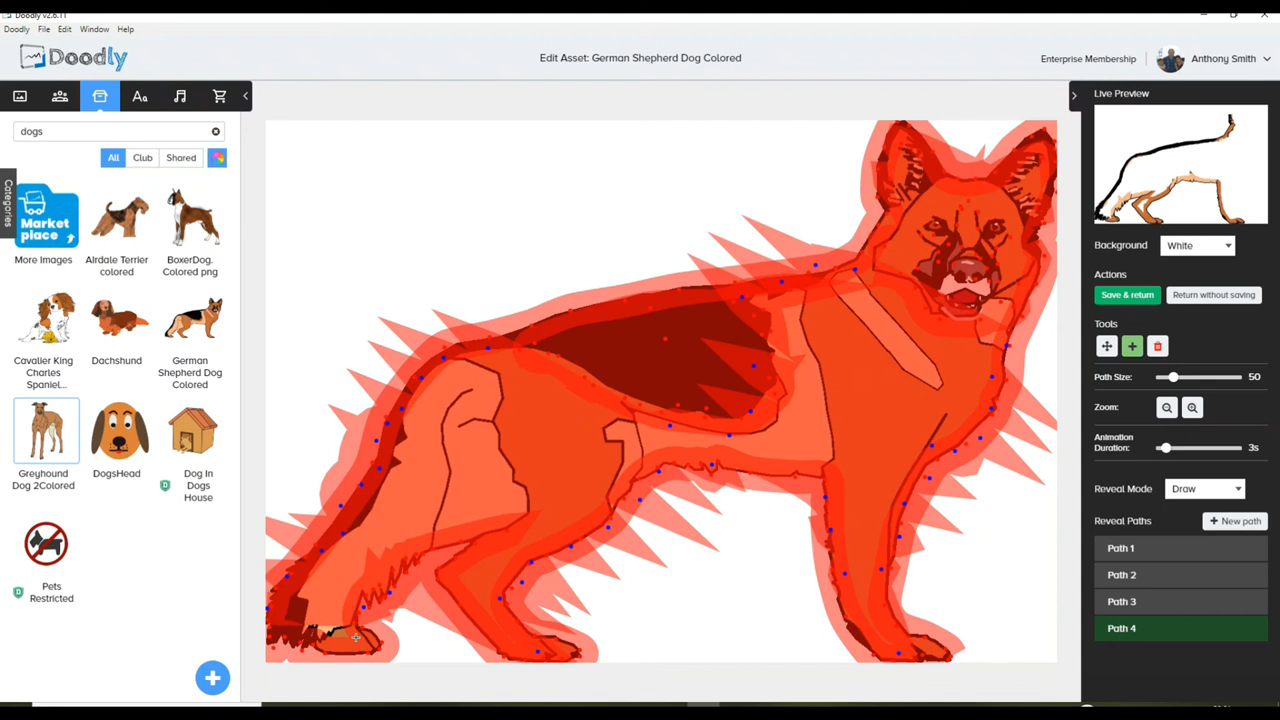 Doodly v2.6.11
Doodly File Edit Window Help
Doodly
Edit Asset: German Shepherd Dog Colored
Enterprise Membership
Anthony Smith
dogs
All
Club
Shared
Categories
Market
place
More Images
Airdale Terrier
colored
BoxerDog.
Colored png
Cavalier King
Charles
Spaniel...
Dachshund
German
Shepherd Dog
Colored
Greyhound
Dog 2Colored
DogsHead
Dog In
Dogs
House
Pets
Restricted
Live Preview
Background
White
Actions
Save & return
Return without saving
Tools
Path Size:
50
Zoom:
Animation
Duration:
3s
Reveal Mode
Draw
Reveal Paths
+ New path
Path 1
Path 2
Path 3
Path 4